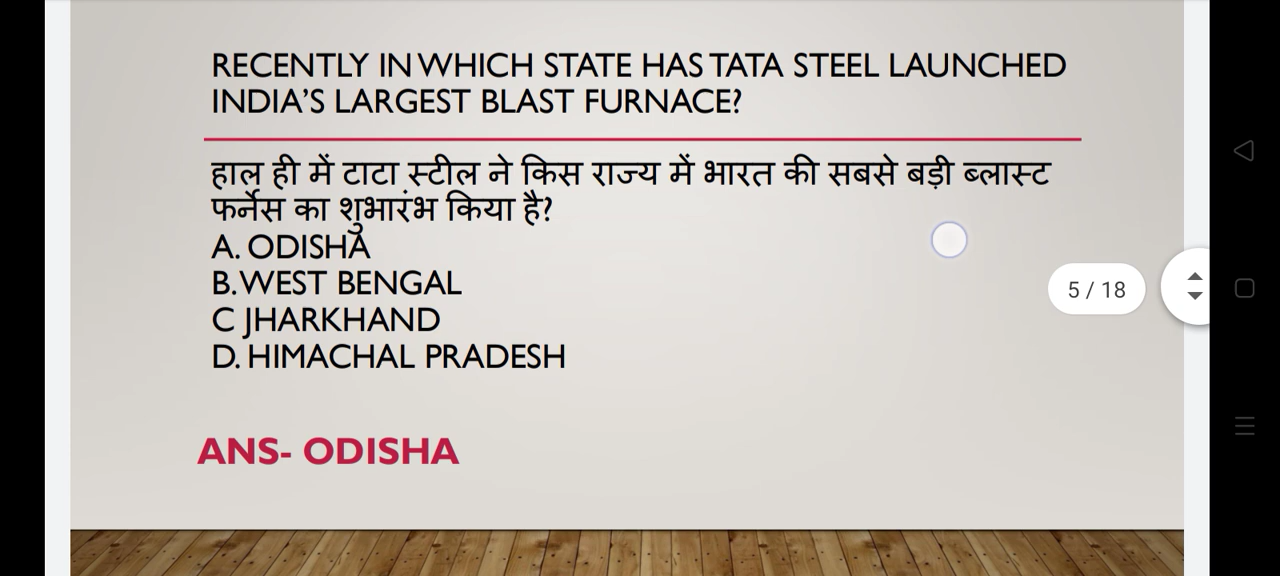 RECENTLY IN WHICH STATE HAS TATA STEEL LAUNCHED
INDIA'S LARGEST BLAST FURNACE?
हाल ही में टाटा स्टील ने किस राज्य में भारत की सबसे बड़ी ब्लास्ट
फर्नेस का शुभारंभ किया है?
A. ODISHA
B. WEST BENGAL
C JHARKHAND
D. HIMACHAL PRADESH
5 / 18
ANS- ODISHA